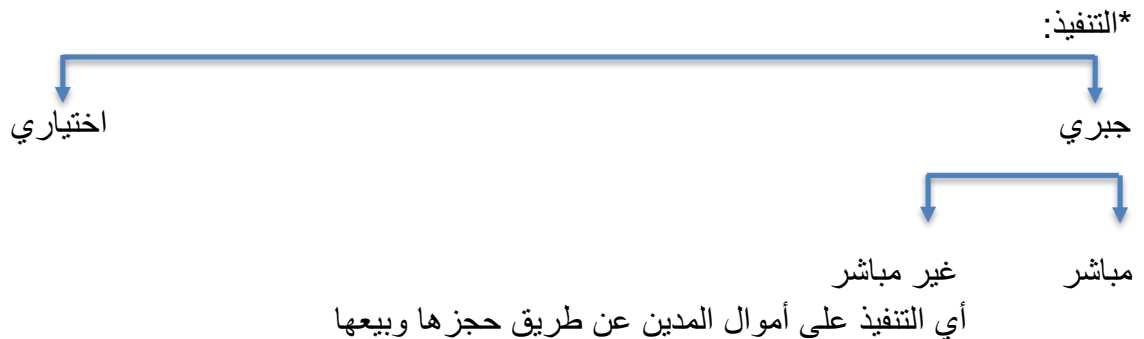 *التنفيذ:
جبري اختياري
مباشر غير مباشر
أي التنفيذ على أموال المدين عن طريق حجزها وبيعها